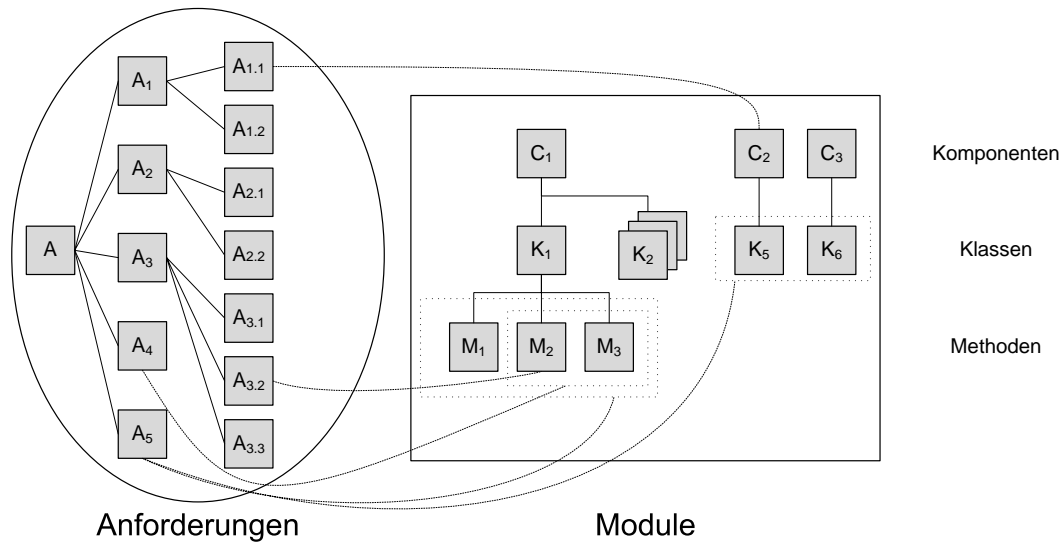 A
A₁
A₂
A₃
A₄
A₅
A₁.₁
A₁.₂
A₂.₁
A₂.₂
A₃.₁
A₃.₂
A₃.₃
Anforderungen
C₁
C₂
C₃
Komponenten
K₁
K₂
K₅
K₆
Klassen
M₁
M₂
M₃
Methoden
Module